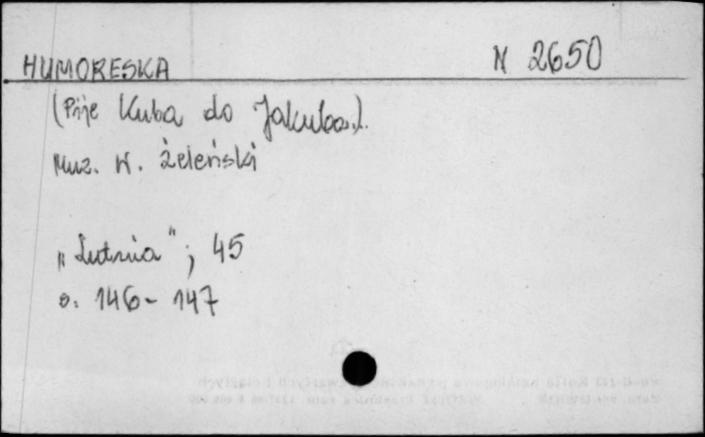 HUMORESKA N 2650
(Pije Kuba do Jakuba..).
Muz. W. Żeleński
„Lutnia"; 45
s. 146- 147